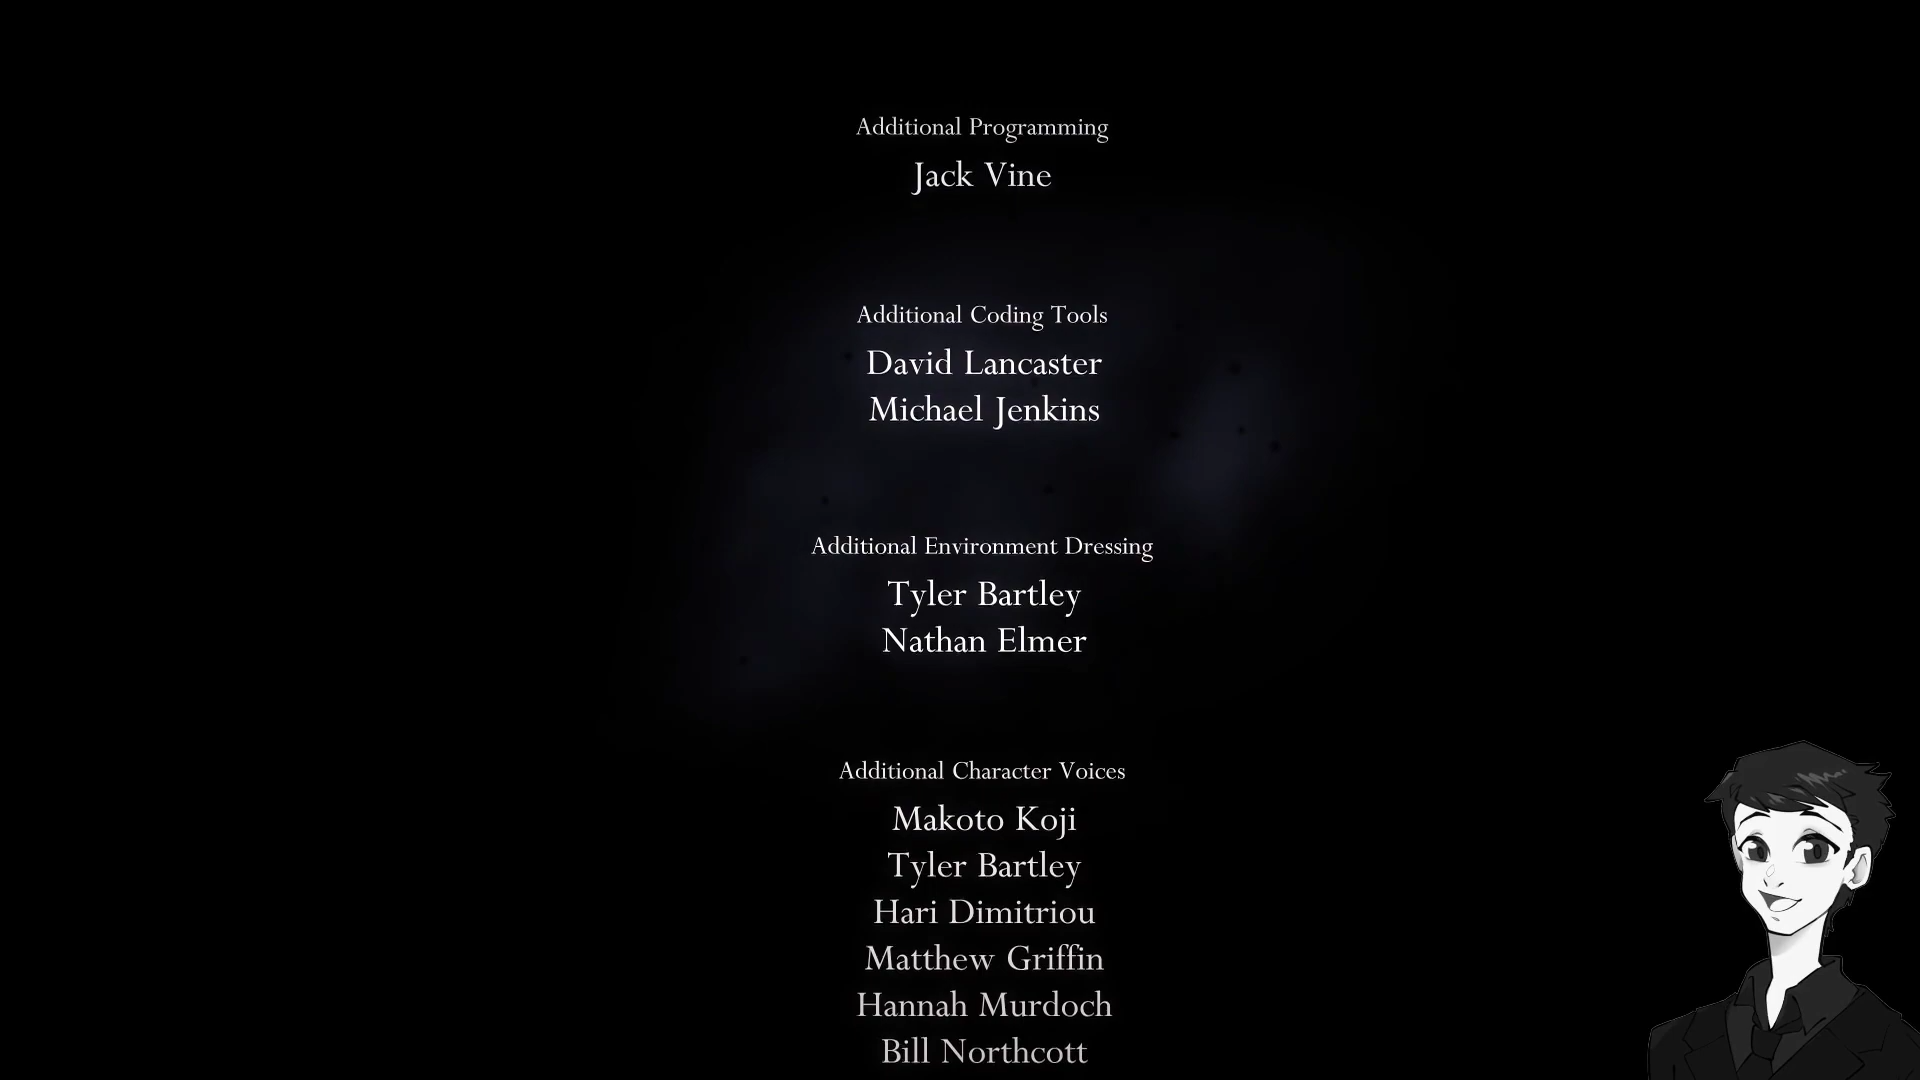 Additional Programming
Jack Vine
Additional Coding Tools
David Lancaster
Michael Jenkins
Additional Environment Dressing
Tyler Bartley
Nathan Elmer
Additional Character Voices
Makoto Koji
Tyler Bartley
Hari Dimitriou
Matthew Griffin
Hannah Murdoch
Bill Northcott